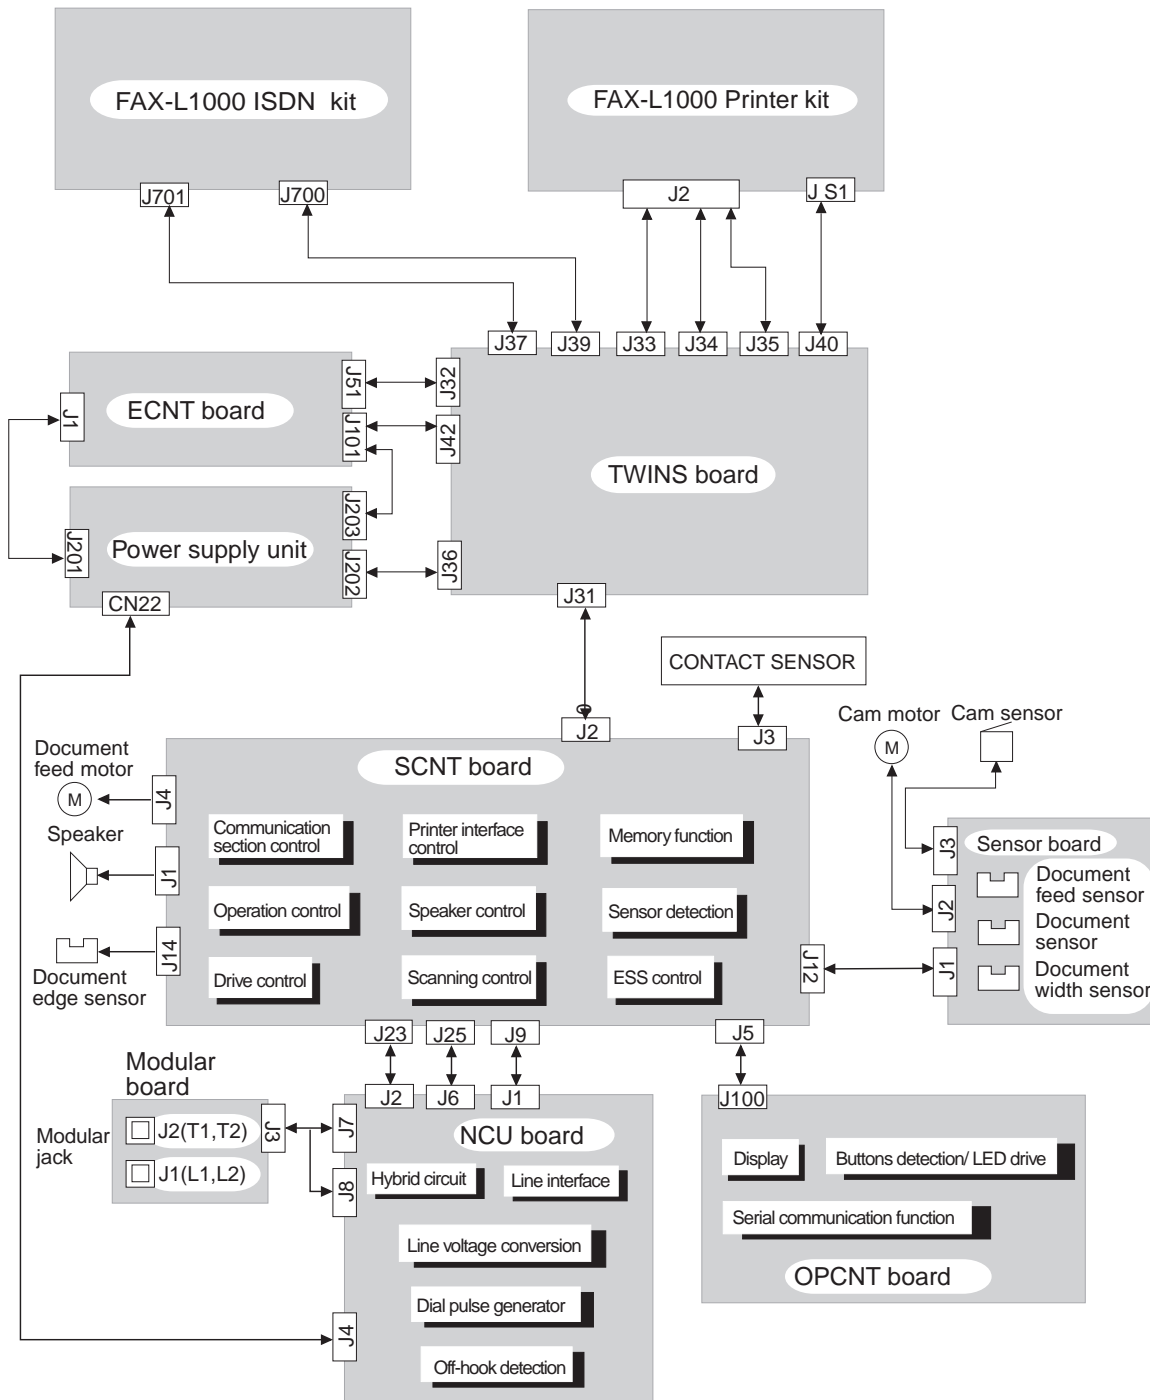 FAX-L1000 ISDN kit
FAX-L1000 Printer kit
J701
J700
J2
J S1
J37
J39
J33
J34
J35
J40
J51
J32
J1
ECNT board
J101
J42
TWINS board
J203
J201
Power supply unit
J202
J36
CN22
J31
CONTACT SENSOR
Cam motor
Cam sensor
J2
J3
M
Document
feed motor
SCNT board
M
J4
Speaker
Communication
section control
Printer interface
control
Memory function
J3
Sensor board
J1
Document
feed sensor
Operation control
Speaker control
Sensor detection
J2
Document
sensor
J14
J12
J1
Document
edge sensor
Drive control
Scanning control
ESS control
Document
width sensor
J23
J25
J9
J5
Modular
board
J2
J6
J1
J100
Modular
jack
J2(T1,T2)
J3
J7
NCU board
J1(L1,L2)
J8
Hybrid circuit
Line interface
Display
Buttons detection/ LED drive
Serial communication function
Line voltage conversion
OPCNT board
Dial pulse generator
J4
Off-hook detection